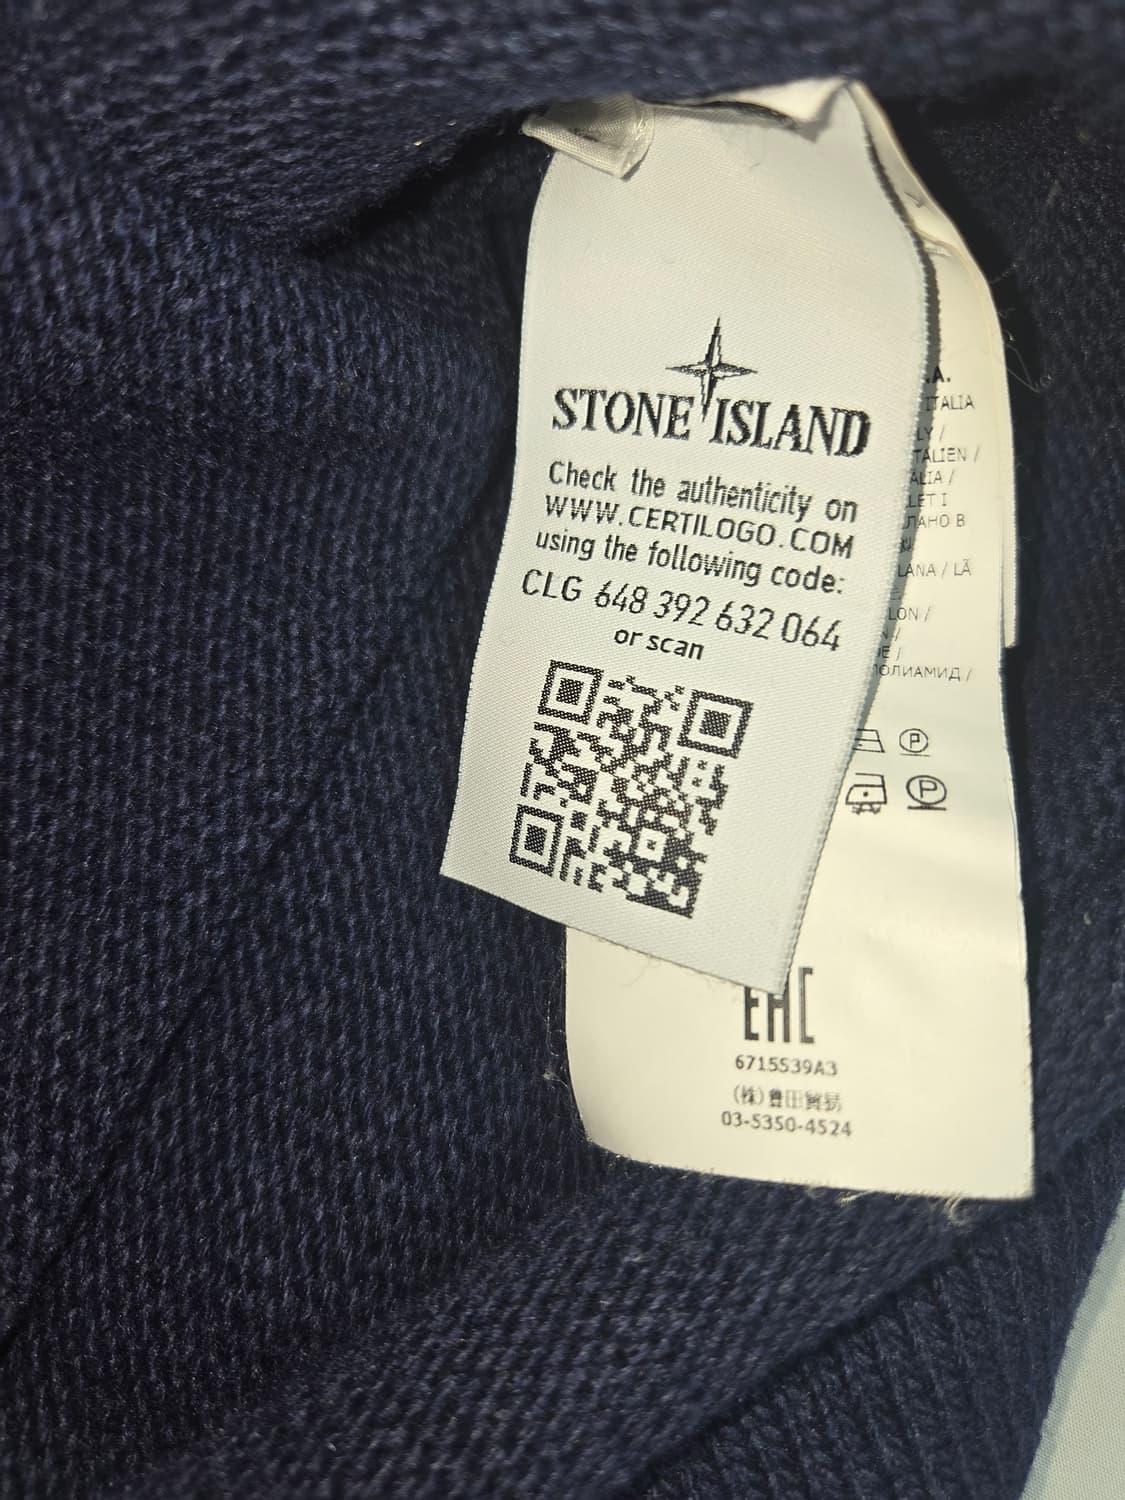 STONE ISLAND
Check the authenticity on
WWW.CERTILOGO.COM
using the following code:
CLG 648 392 632 064
or scan
.A.
ITALIA
LY /
TALIEN /
ALIA /
LET I
ЛАНО В
LANA / LÃ
LON /
N /
DE /
ПОЛИАМИД /
P
P
EAC
6715539A3
(株)豊田貿易
03-5350-4524